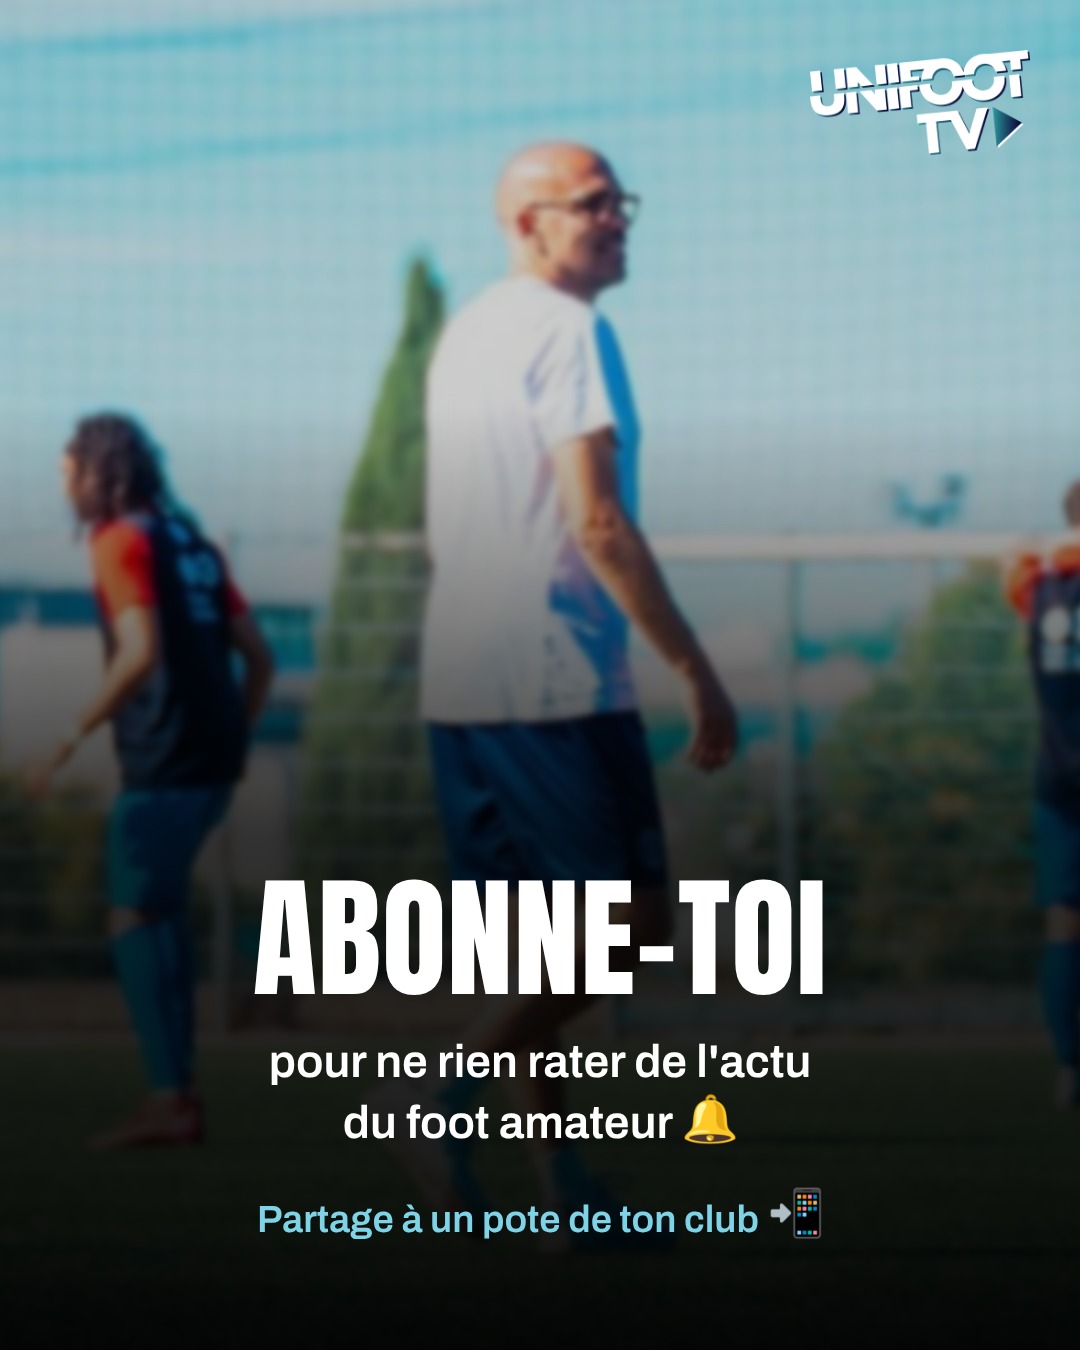 UNIFOOT
TV
ABONNE-TOI
pour ne rien rater de l'actu
du foot amateur 🔔
Partage à un pote de ton club 📲